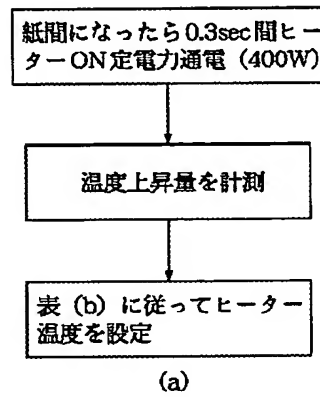 紙間になったら0.3sec間ヒー
ターON定電力通電（400W）
温度上昇量を計測
表（b）に従ってヒーター
温度を設定
(a)